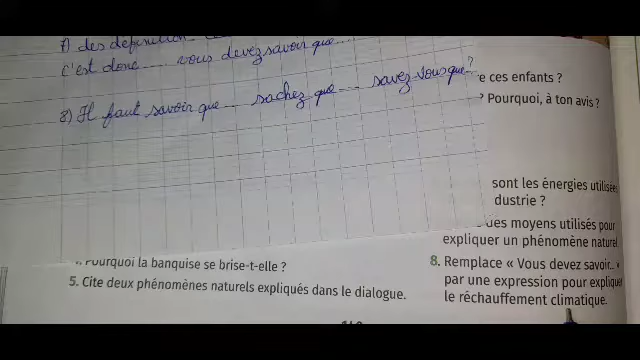 7) des définition
c'est donc ... vous devez savoir que ...
8) Il faut savoir que ... sachez que ... savez-vous que ?
e ces enfants ?
Pourquoi, à ton avis ?
sont les énergies utilisées
dustrie ?
des moyens utilisés pour
expliquer un phénomène naturel
Pourquoi la banquise se brise-t-elle ?
5. Cite deux phénomènes naturels expliqués dans le dialogue.
8. Remplace « Vous devez savoir.. »
par une expression pour expliquer
le réchauffement climatique.